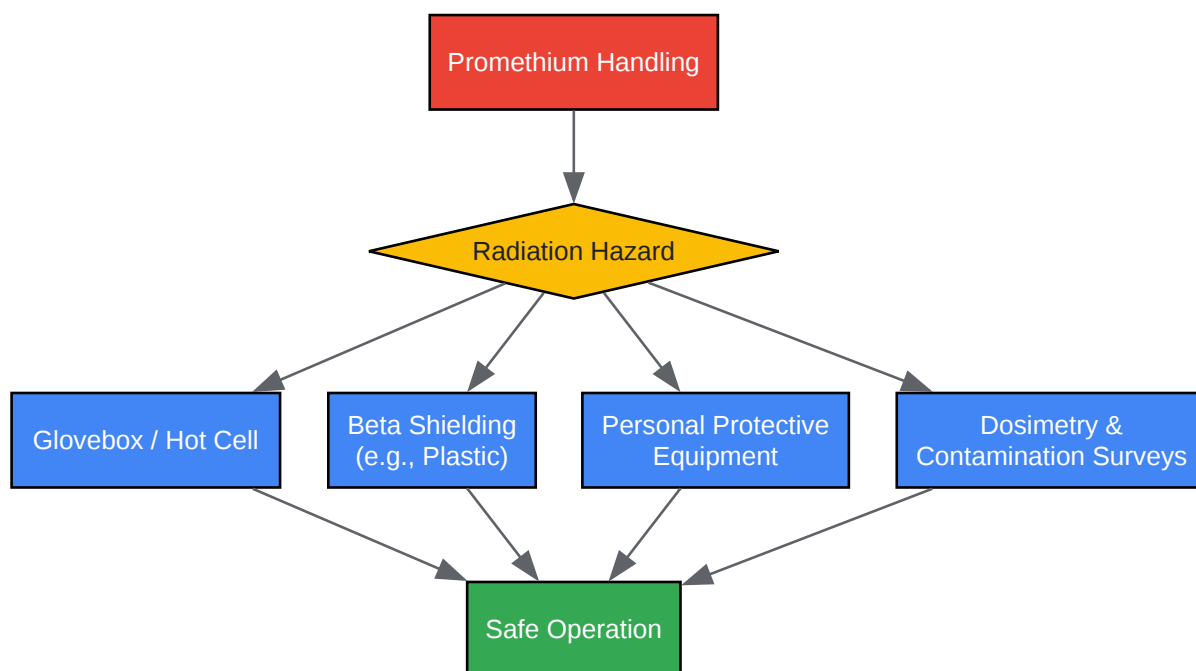 Promethium Handling
Radiation Hazard
Glovebox / Hot Cell
Beta Shielding
(e.g., Plastic)
Personal Protective
Equipment
Dosimetry &
Contamination Surveys
Safe Operation